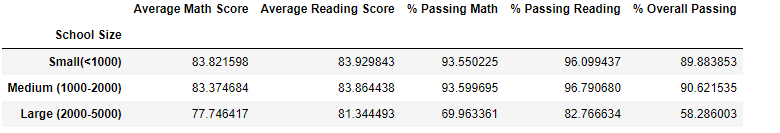 Average Math Score Average Reading Score % Passing Math % Passing Reading % Overall Passing
School Size
Small(<1000) 83.821598 83.929843 93.550225 96.099437 89.883853
Medium (1000-2000) 83.374684 83.864438 93.599695 96.790680 90.621535
Large (2000-5000) 77.746417 81.344493 69.963361 82.766634 58.286003